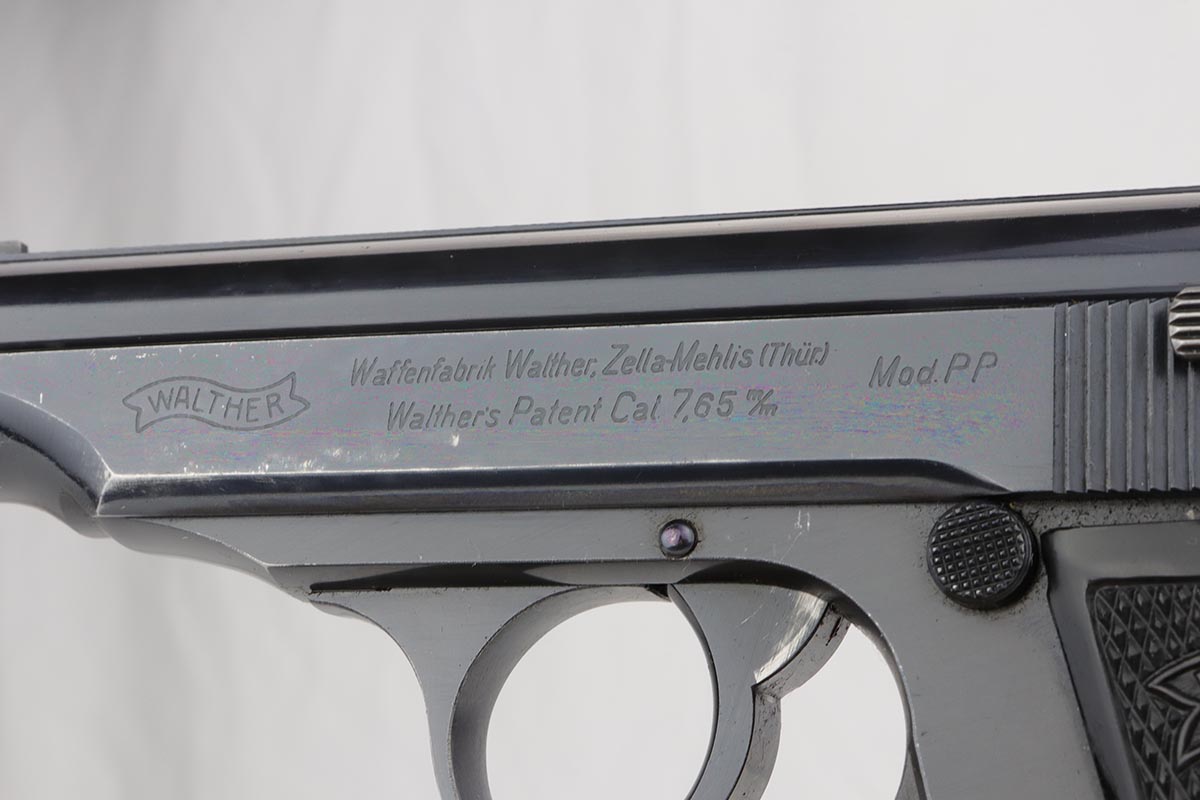 WALTHER
Waffenfabrik Walther, Zella-Mehlis (Thür.)
Walther's Patent Cal. 7,65 m/m
Mod. PP